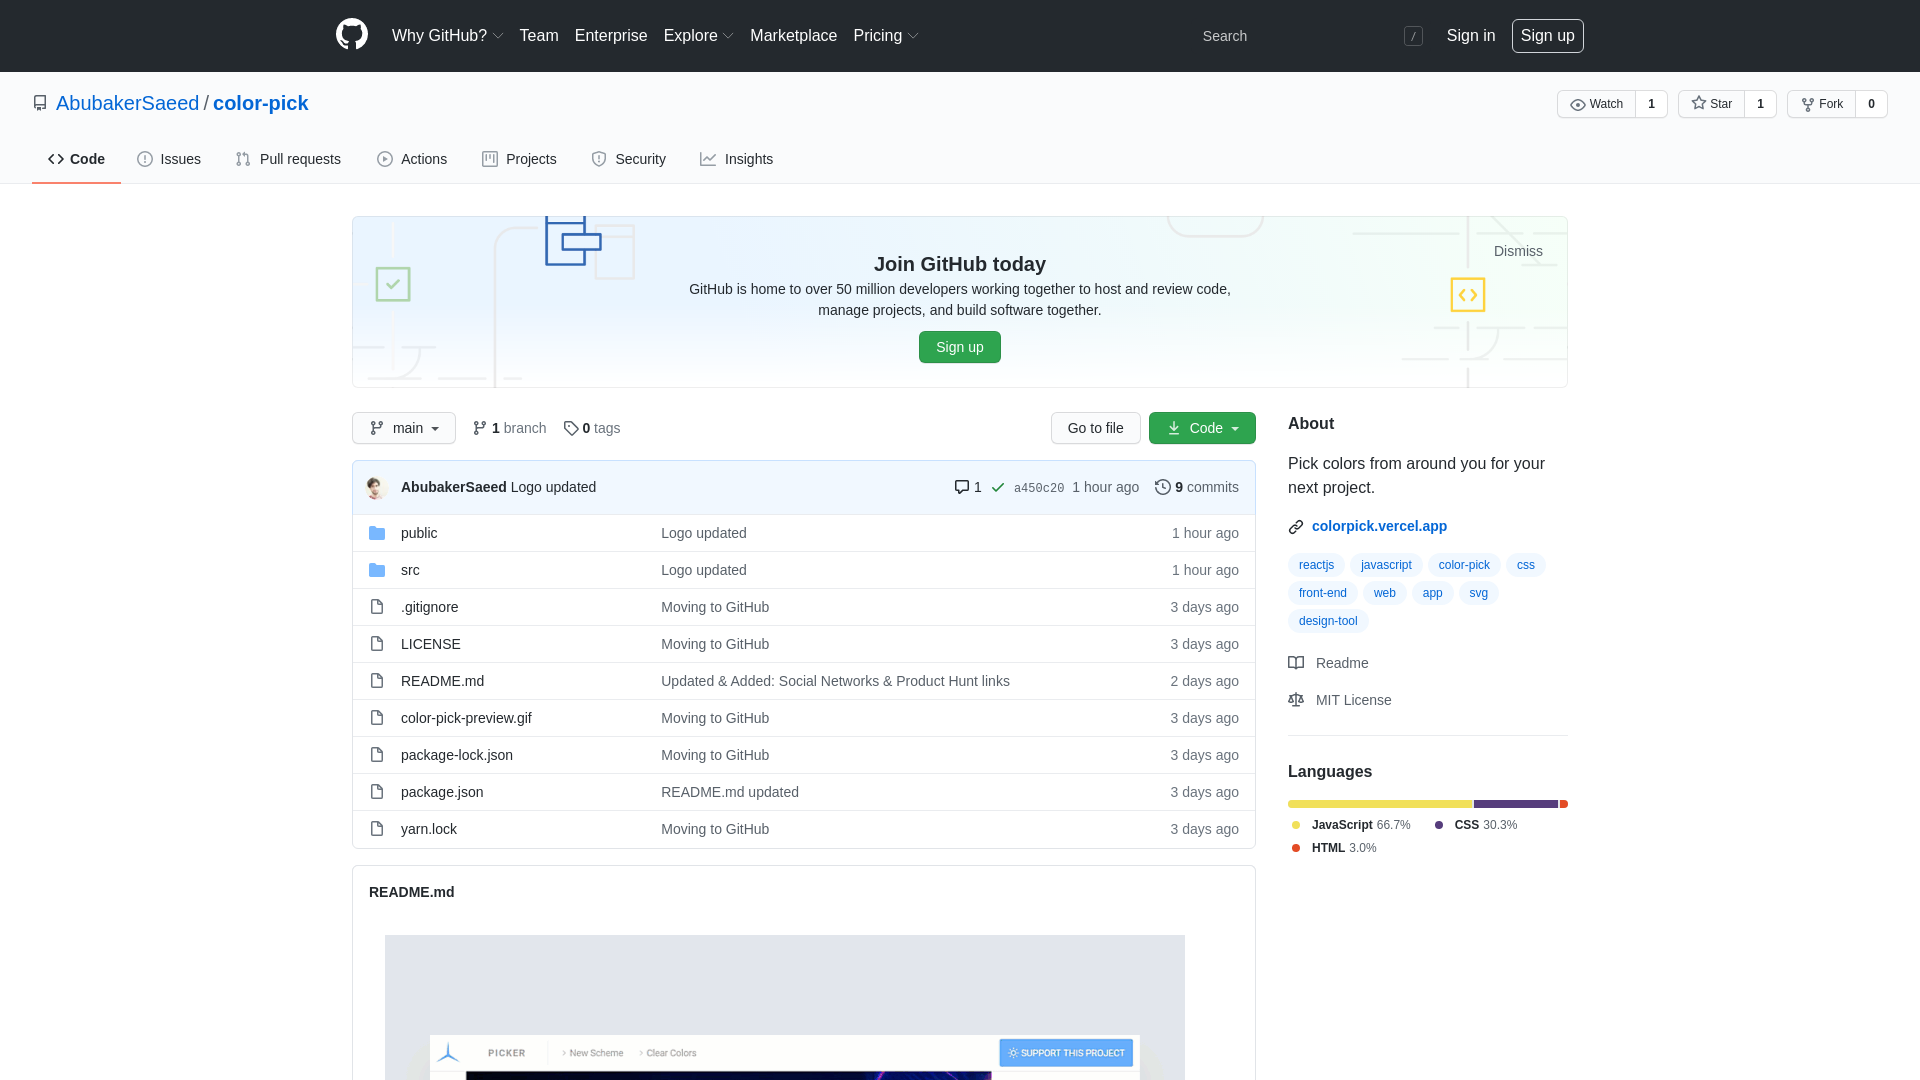 Why GitHub? Team Enterprise Explore Marketplace Pricing Search / Sign in Sign up
AbubakerSaeed / color-pick
Watch 1 Star 1 Fork 0
Code Issues Pull requests Actions Projects Security Insights
Dismiss
Join GitHub today
GitHub is home to over 50 million developers working together to host and review code,
manage projects, and build software together.
Sign up
main 1 branch 0 tags Go to file Code
AbubakerSaeed Logo updated 1 a450c20 1 hour ago 9 commits
public Logo updated 1 hour ago
src Logo updated 1 hour ago
.gitignore Moving to GitHub 3 days ago
LICENSE Moving to GitHub 3 days ago
README.md Updated & Added: Social Networks & Product Hunt links 2 days ago
color-pick-preview.gif Moving to GitHub 3 days ago
package-lock.json Moving to GitHub 3 days ago
package.json README.md updated 3 days ago
yarn.lock Moving to GitHub 3 days ago
README.md
PICKER New Scheme Clear Colors SUPPORT THIS PROJECT
About
Pick colors from around you for your
next project.
colorpick.vercel.app
reactjs javascript color-pick css
front-end web app svg
design-tool
Readme
MIT License
Languages
JavaScript 66.7% CSS 30.3%
HTML 3.0%